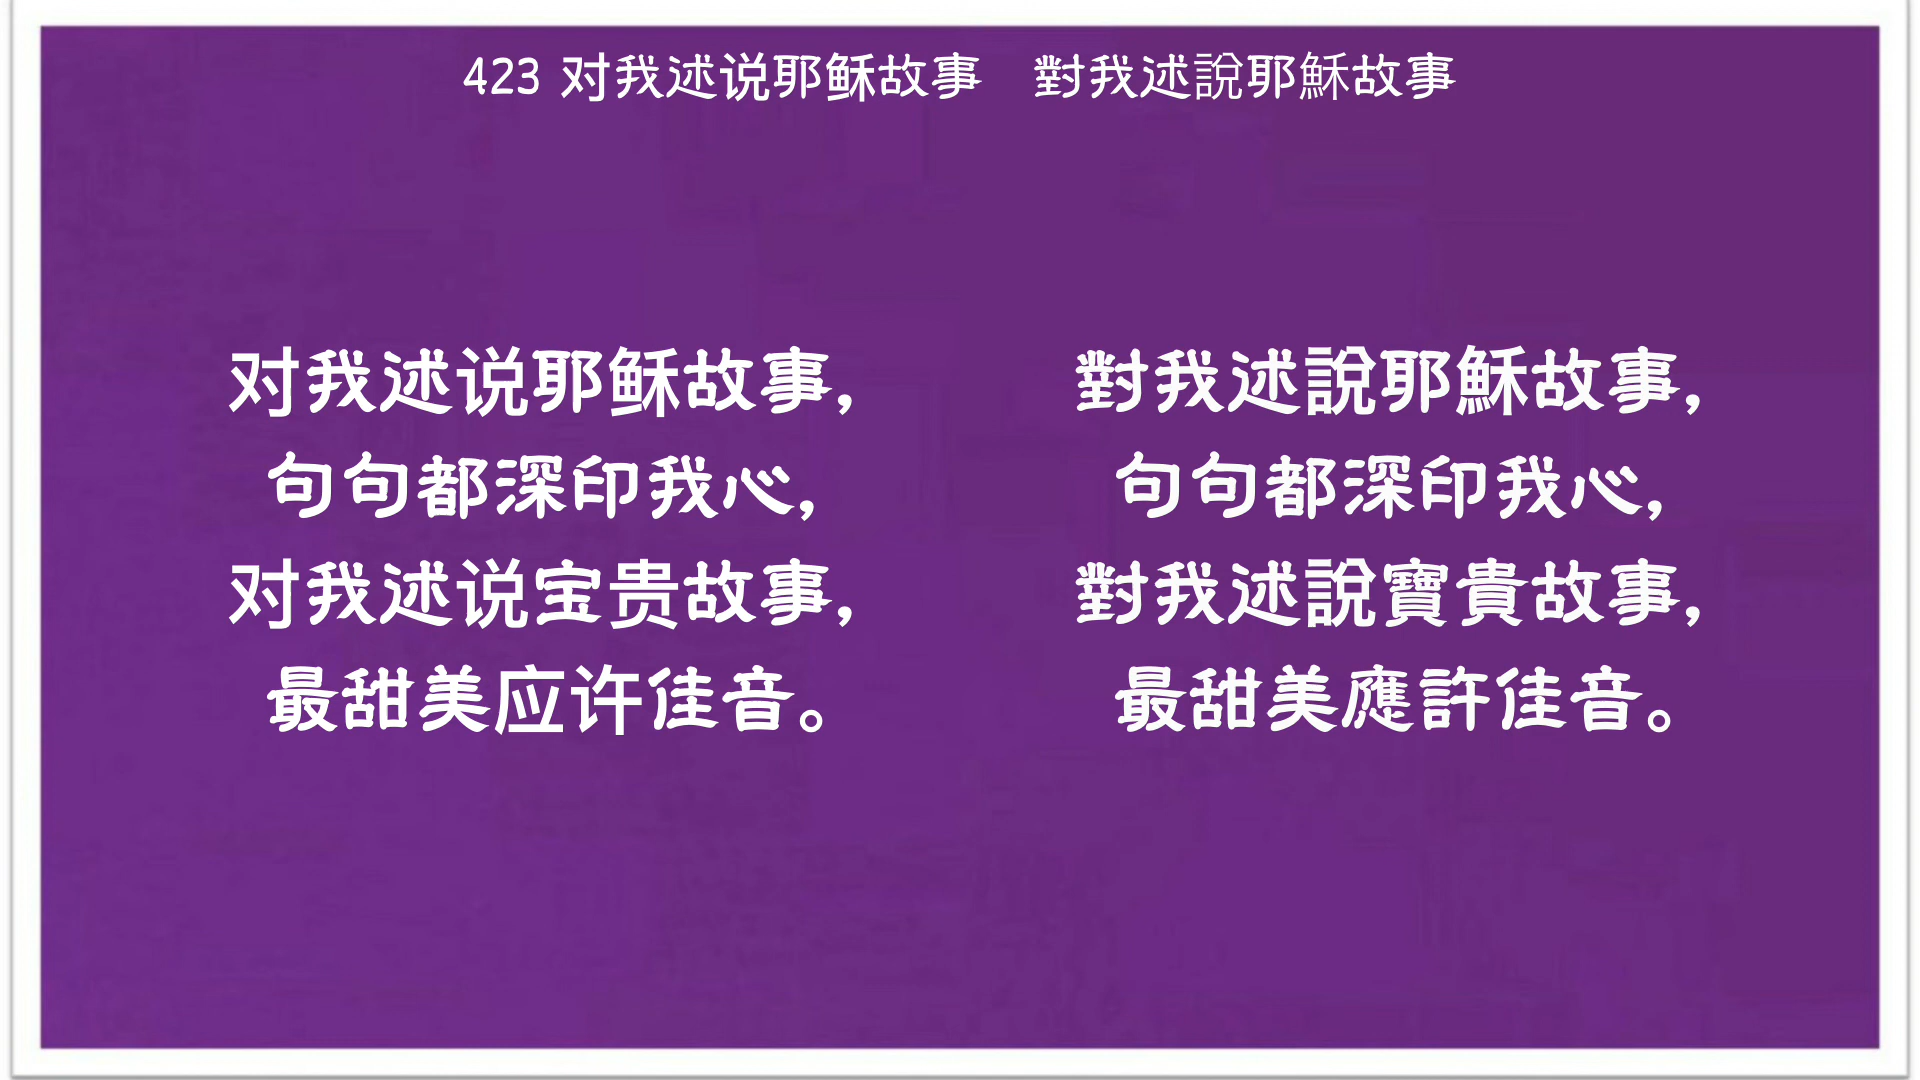 423 对我述说耶稣故事　對我述說耶穌故事
对我述说耶稣故事，
句句都深印我心，
对我述说宝贵故事，
最甜美应许佳音。
對我述說耶穌故事，
句句都深印我心，
對我述說寶貴故事，
最甜美應許佳音。